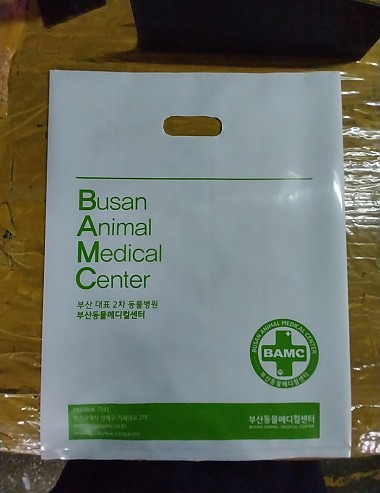 Busan
Animal
Medical
Center
부산 대표 2차 동물병원
부산동물메디컬센터
BUSAN ANIMAL MEDICAL CENTER
BAMC
부산동물메디컬센터
부산동물메디컬센터
BUSAN ANIMAL MEDICAL CENTER